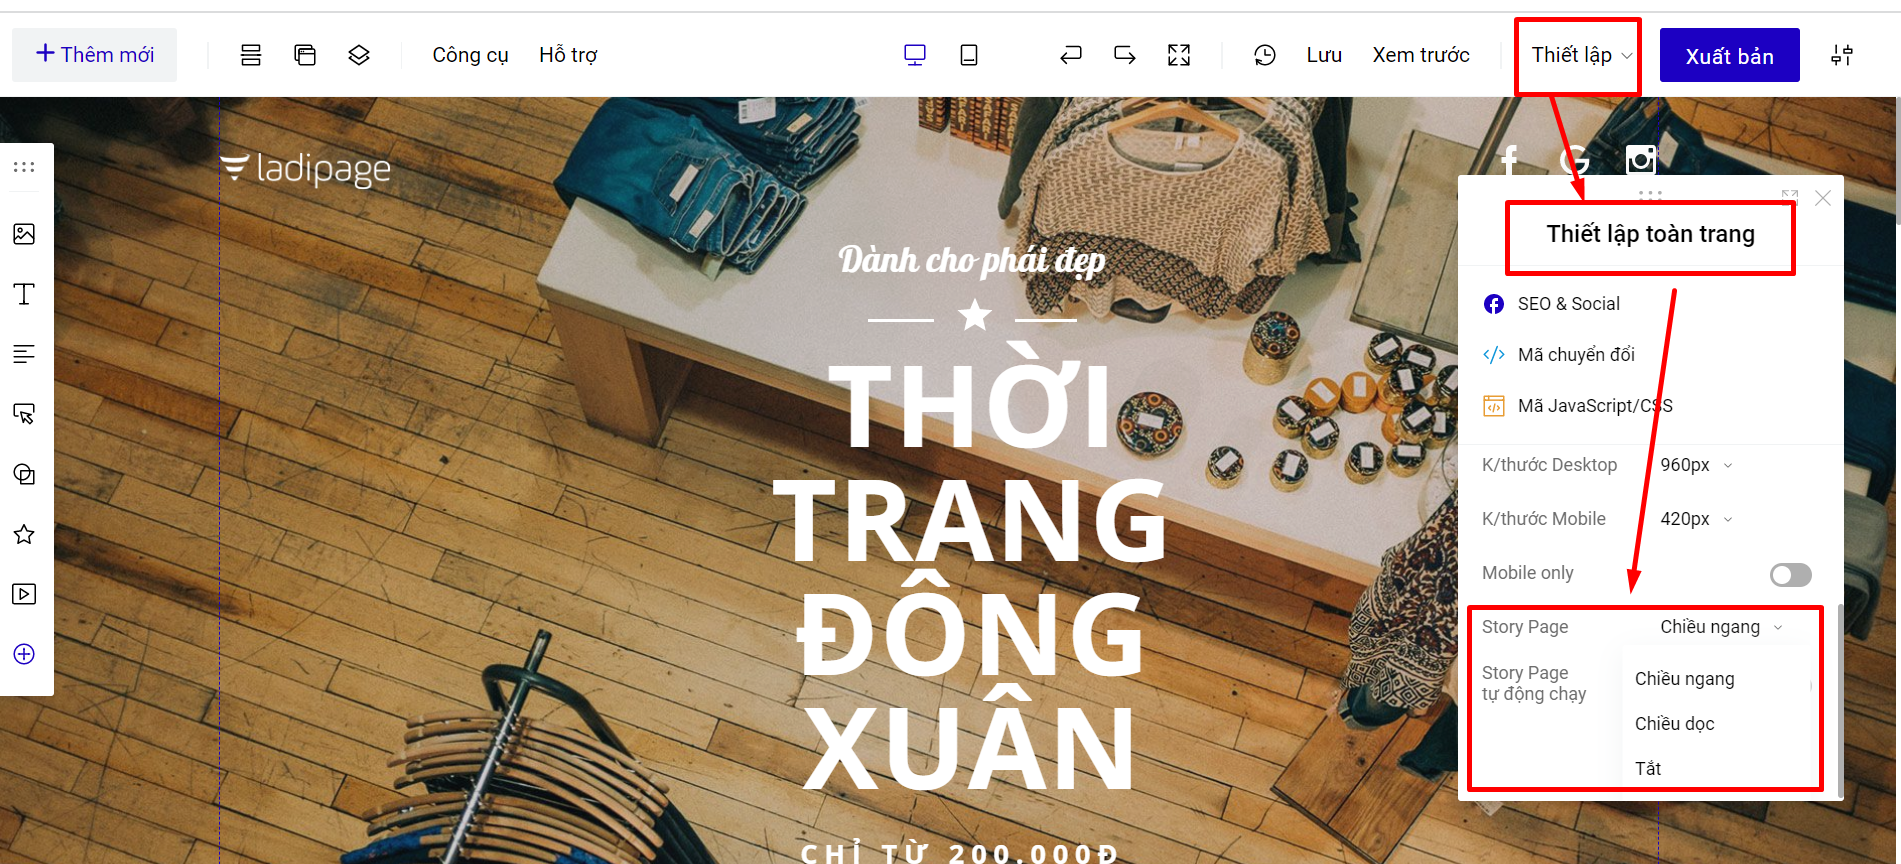 Thêm mới
Công cụ
Hỗ trợ
Lưu
Xem trước
Thiết lập
Xuất bản
ladipage
Dành cho phái đẹp
THỜI
TRANG
ĐÔNG
XUÂN
CHỈ TỪ 200.000Đ
Thiết lập toàn trang
SEO & Social
Mã chuyển đổi
Mã JavaScript/CSS
K/thước Desktop 960px
K/thước Mobile 420px
Mobile only
Story Page Chiều ngang
Story Page
tự động chạy
Chiều ngang
Chiều dọc
Tắt